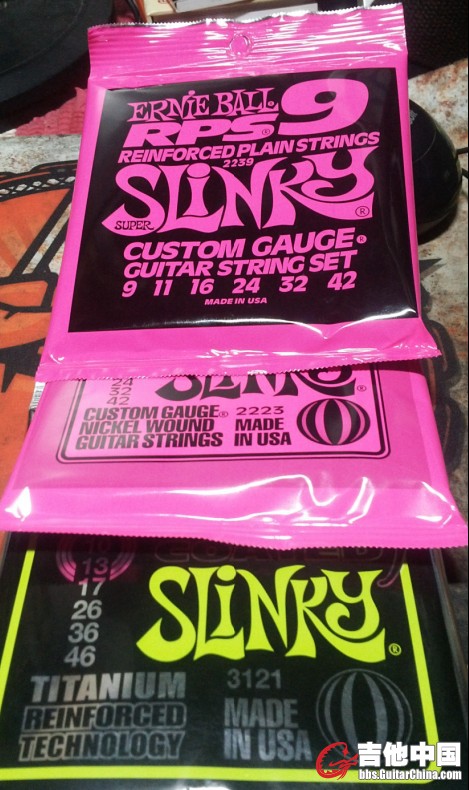 ERNIE BALL®
RPS® 9
REINFORCED PLAIN STRINGS
2239
SUPER SLINKY®
CUSTOM GAUGE®
GUITAR STRING SET
9 11 16 24 32 42
MADE IN USA
24
32
42
SLINKY®
CUSTOM GAUGE® 2223
NICKEL WOUND MADE
GUITAR STRINGS IN USA
COATED
10
13
17
26
36
46
SLINKY®
TITANIUM
REINFORCED
TECHNOLOGY
3121
MADE
IN USA
吉他中国
bbs.GuitarChina.com